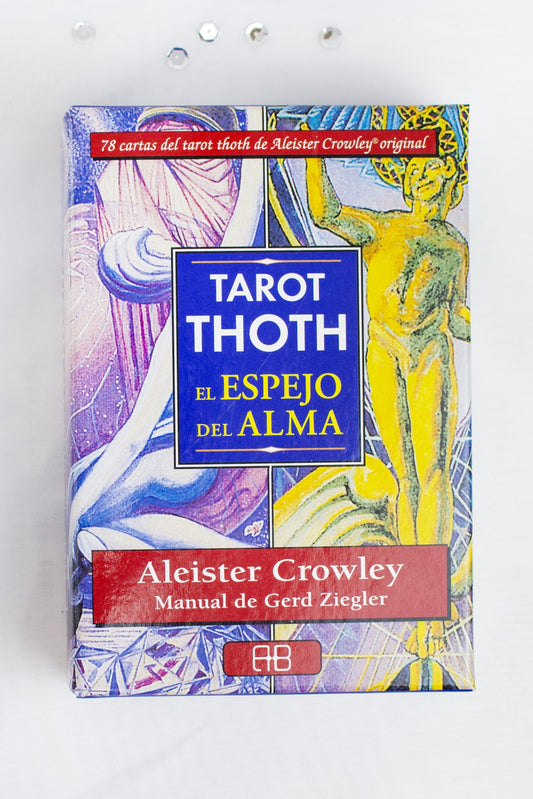 78 cartas del tarot thoth de Aleister Crowley® original
TAROT
THOTH
EL ESPEJO
DEL ALMA
Aleister Crowley
Manual de Gerd Ziegler
AB